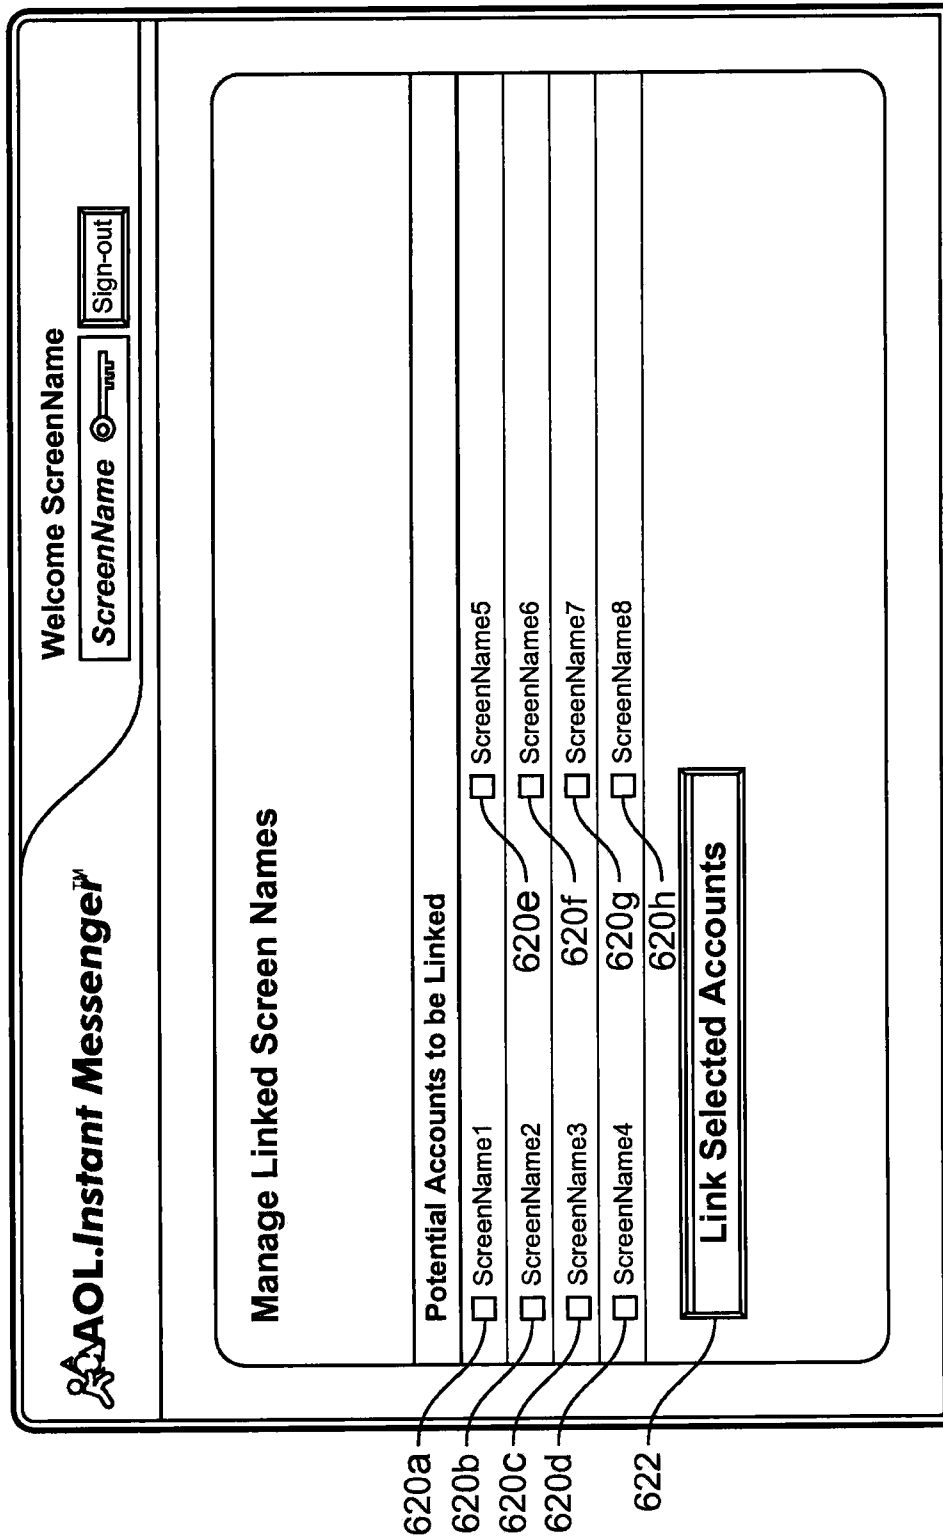 AOL.Instant Messenger™
Welcome ScreenName
ScreenName
Sign-out
Manage Linked Screen Names
Potential Accounts to be Linked
620a
ScreenName1
620e
ScreenName5
620b
ScreenName2
620f
ScreenName6
620c
ScreenName3
620g
ScreenName7
620d
ScreenName4
620h
ScreenName8
622
Link Selected Accounts